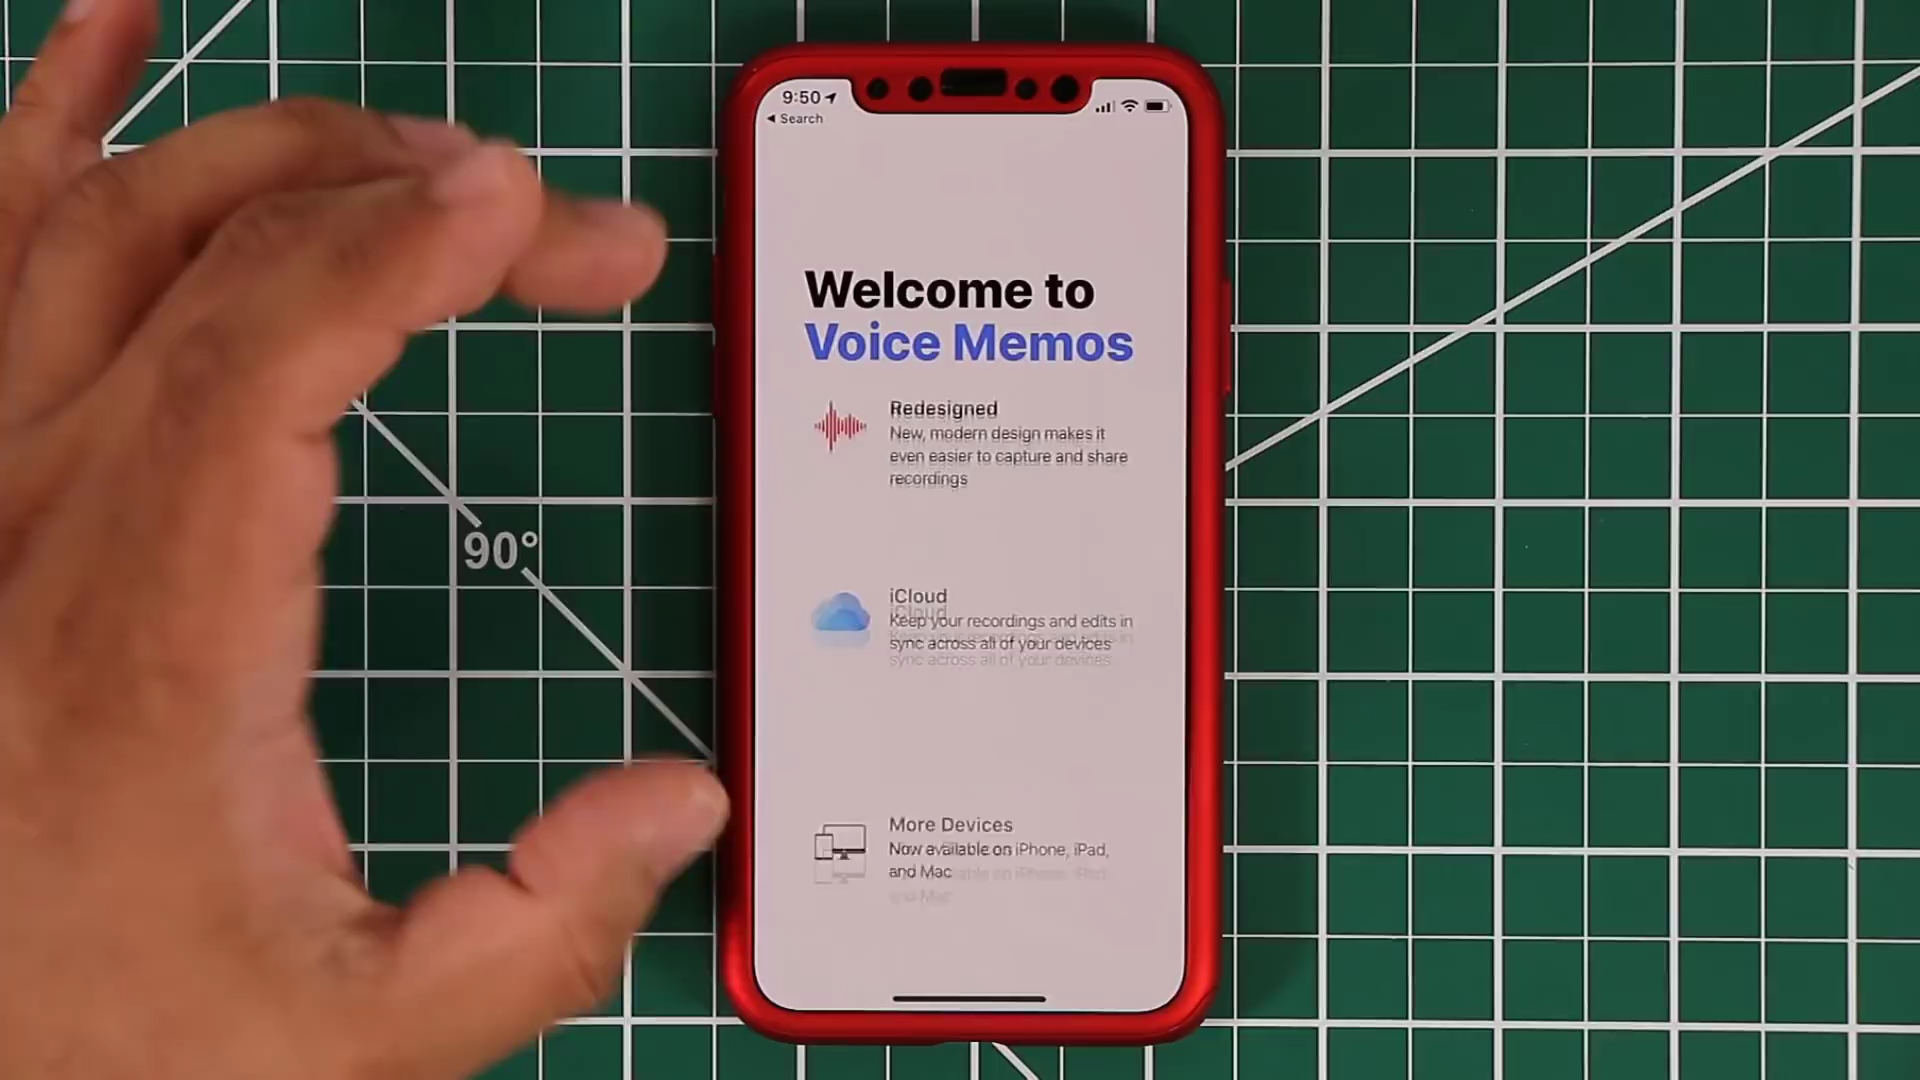 9:50
Search
Welcome to
Voice Memos
Redesigned
New, modern design makes it
even easier to capture and share
recordings
iCloud
Keep your recordings and edits in
sync across all of your devices
More Devices
Now available on iPhone, iPad,
and Mac
90°